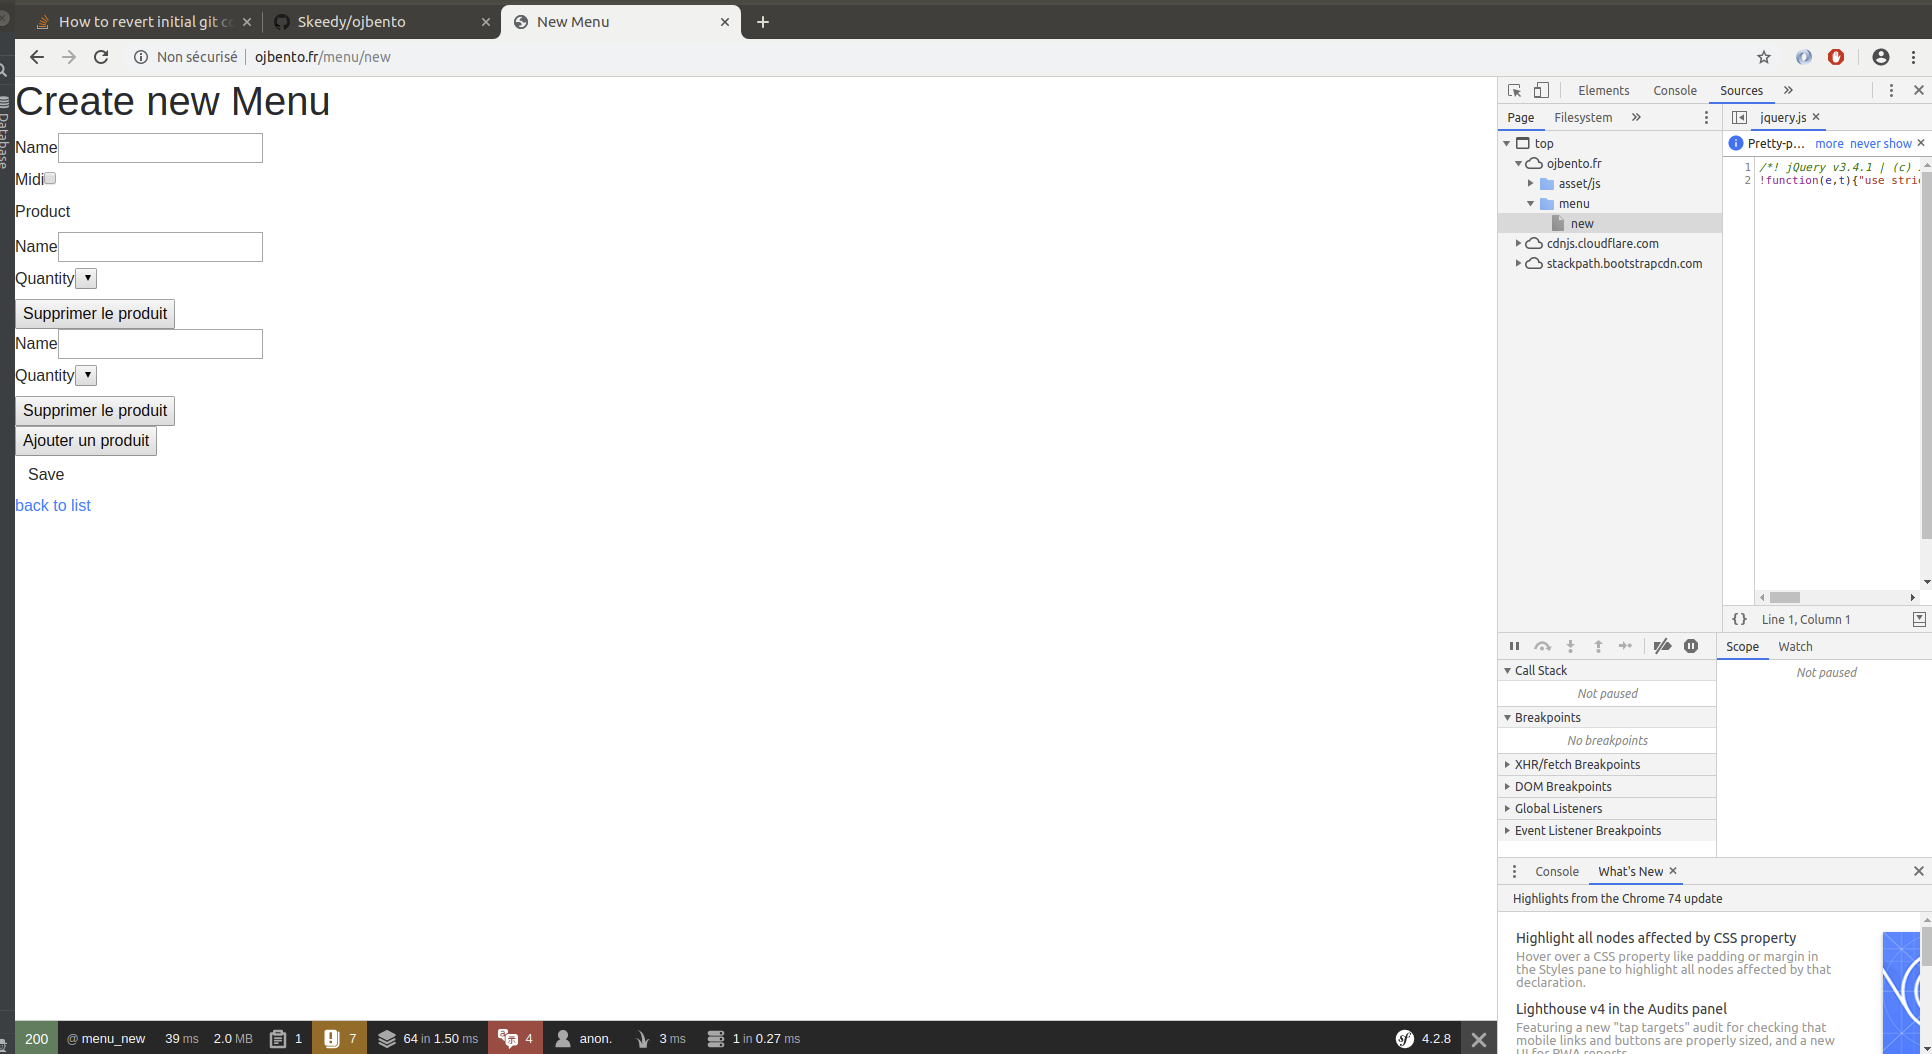 How to revert initial git c
Skeedy/ojbento
New Menu
Non sécurisé
ojbento.fr/menu/new
Database
Create new Menu
Name
Midi
Product
Name
Quantity
Supprimer le produit
Name
Quantity
Supprimer le produit
Ajouter un produit
Save
back to list
Elements Console Sources »
Page Filesystem »
jquery.js
top
ojbento.fr
asset/js
menu
new
cdnjs.cloudflare.com
stackpath.bootstrapcdn.com
Pretty-p... more never show
1 /*! jQuery v3.4.1 | (c)
2 !function(e,t){"use stri
{} Line 1, Column 1
Scope Watch
Not paused
Call Stack
Not paused
Breakpoints
No breakpoints
XHR/fetch Breakpoints
DOM Breakpoints
Global Listeners
Event Listener Breakpoints
Console What's New
Highlights from the Chrome 74 update
Highlight all nodes affected by CSS property
Hover over a CSS property like padding or margin in
the Styles pane to highlight all nodes affected by that
declaration.
Lighthouse v4 in the Audits panel
Featuring a new "tap targets" audit for checking that
mobile links and buttons are properly sized, and a new
UI for PWA reports.
200 @ menu_new 39 ms 2.0 MB 1 7 64 in 1.50 ms 4 anon. 3 ms 1 in 0.27 ms sf 4.2.8